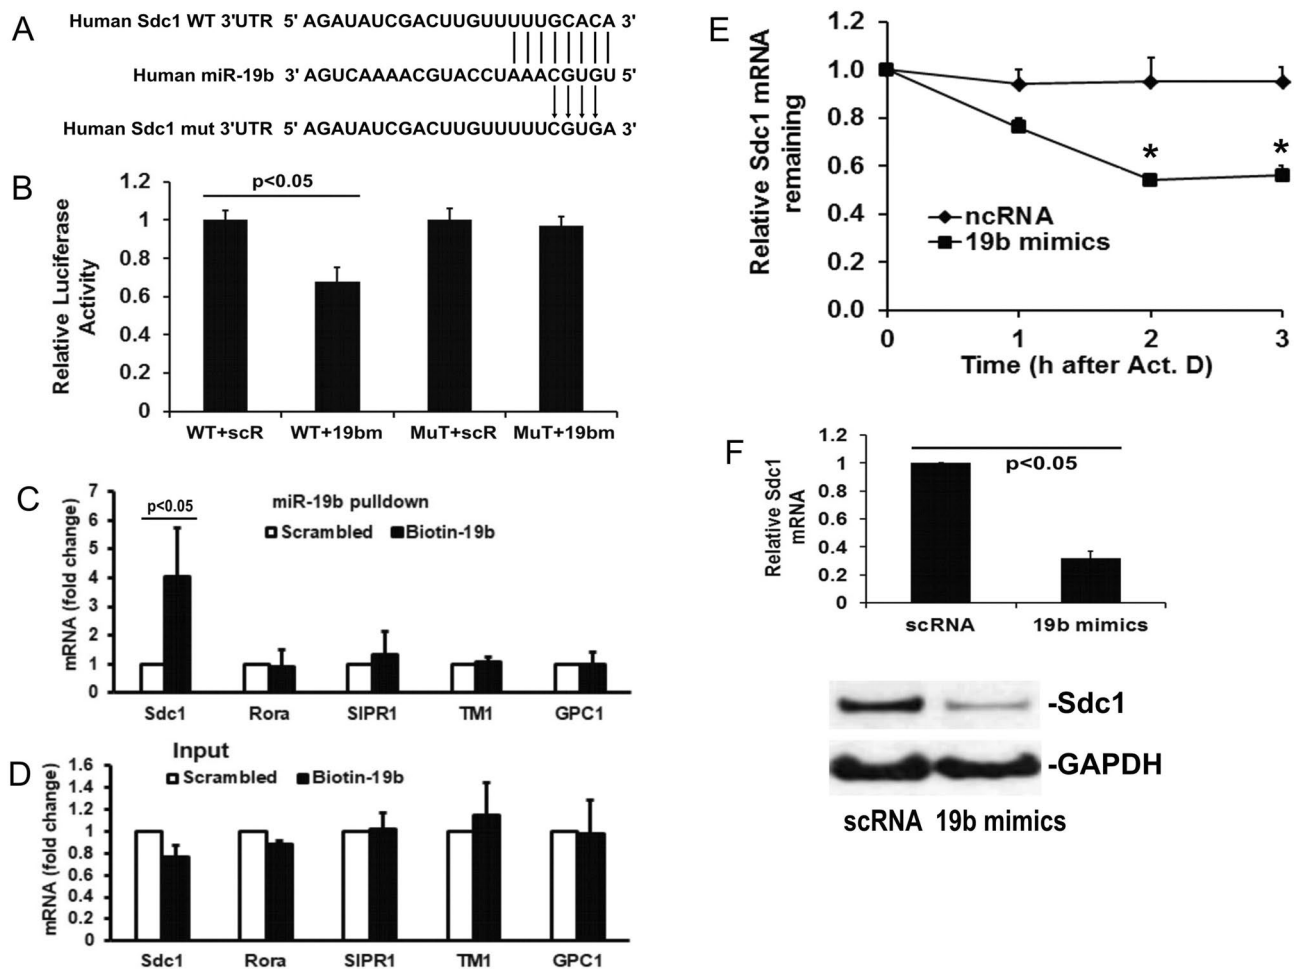 A
Human Sdc1 WT 3'UTR 5' AGAUAUCGACUUGUUUUUGCACA 3'
Human miR-19b 3' AGUCAAAACGUACCUAAACGUGU 5'
Human Sdc1 mut 3'UTR 5' AGAUAUCGACUUGUUUUUCGUGA 3'
B
Relative Luciferase
Activity
1.2
1
0.8
0.6
0.4
0.2
0
p<0.05
WT+scR WT+19bm MuT+scR MuT+19bm
C
mRNA (fold change)
7
6
5
4
3
2
1
0
p<0.05
miR-19b pulldown
Scrambled Biotin-19b
Sdc1 Rora SIPR1 TM1 GPC1
D
mRNA (fold change)
Input
Scrambled Biotin-19b
1.6
1.4
1.2
1
0.8
0.6
0.4
0.2
0
Sdc1 Rora SIPR1 TM1 GPC1
E
Relative Sdc1 mRNA
remaining
1.2
1.0
0.8
0.6
0.4
0.2
0.0
* *
ncRNA
19b mimics
0 1 2 3
Time (h after Act. D)
F
Relative Sdc1
mRNA
1.2
1
0.8
0.6
0.4
0.2
0
p<0.05
scRNA 19b mimics
-Sdc1
-GAPDH
scRNA 19b mimics